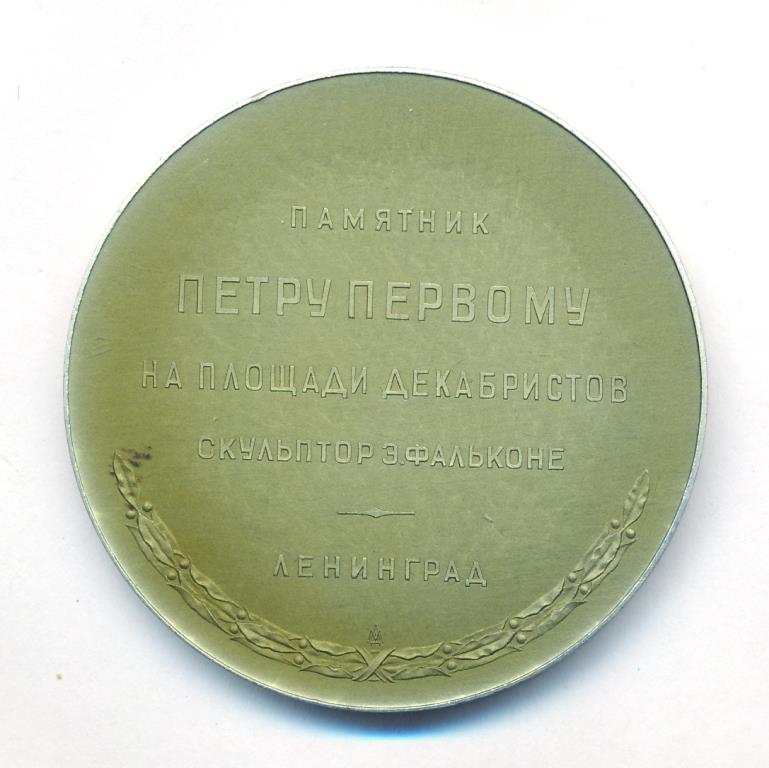 ПАМЯТНИК
ПЕТРУ ПЕРВОМУ
НА ПЛОЩАДИ ДЕКАБРИСТОВ
СКУЛЬПТОР Э.ФАЛЬКОНЕ
ЛЕНИНГРАД